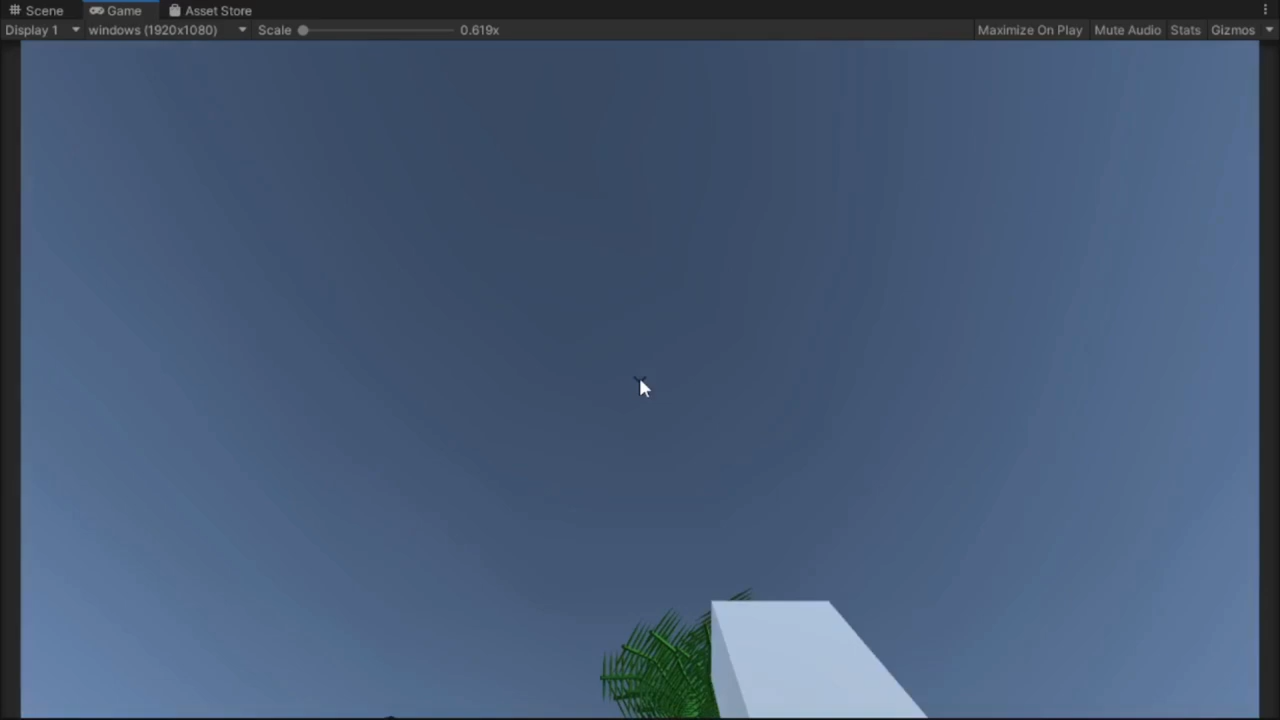 Scene Game Asset Store
Display 1 windows (1920x1080) Scale 0.619x Maximize On Play Mute Audio Stats Gizmos